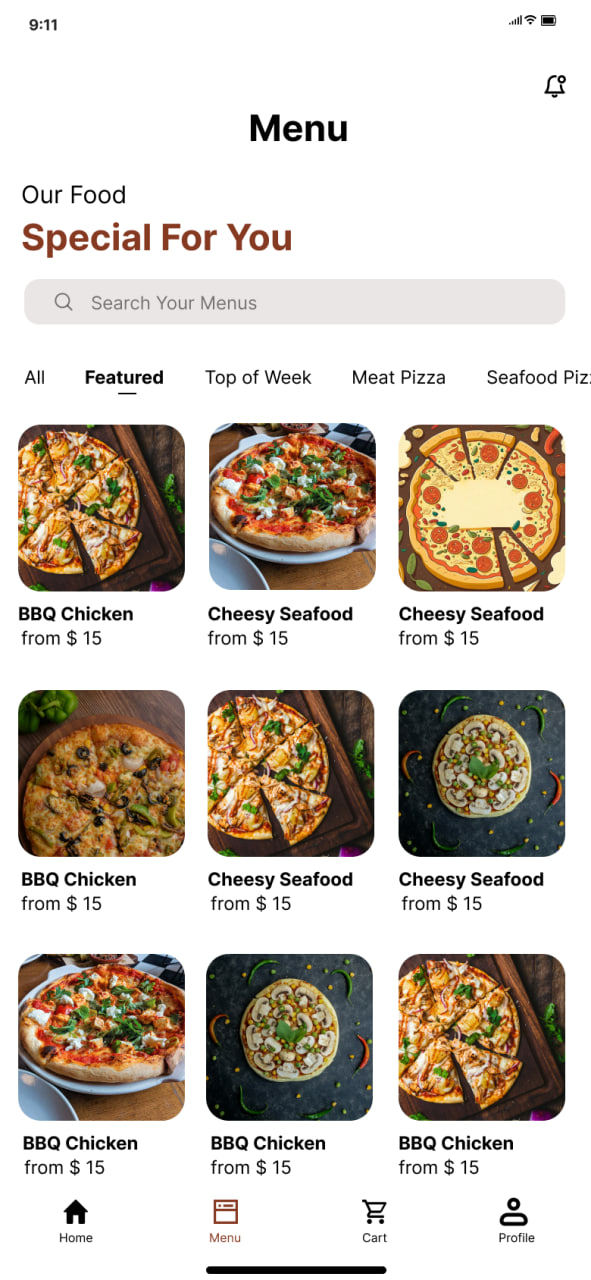 9:11
Menu
Our Food
Special For You
Search Your Menus
All Featured Top of Week Meat Pizza Seafood Piz
BBQ Chicken Cheesy Seafood Cheesy Seafood
from $ 15 from $ 15 from $ 15
BBQ Chicken Cheesy Seafood Cheesy Seafood
from $ 15 from $ 15 from $ 15
BBQ Chicken BBQ Chicken BBQ Chicken
from $ 15 from $ 15 from $ 15
Home Menu Cart Profile